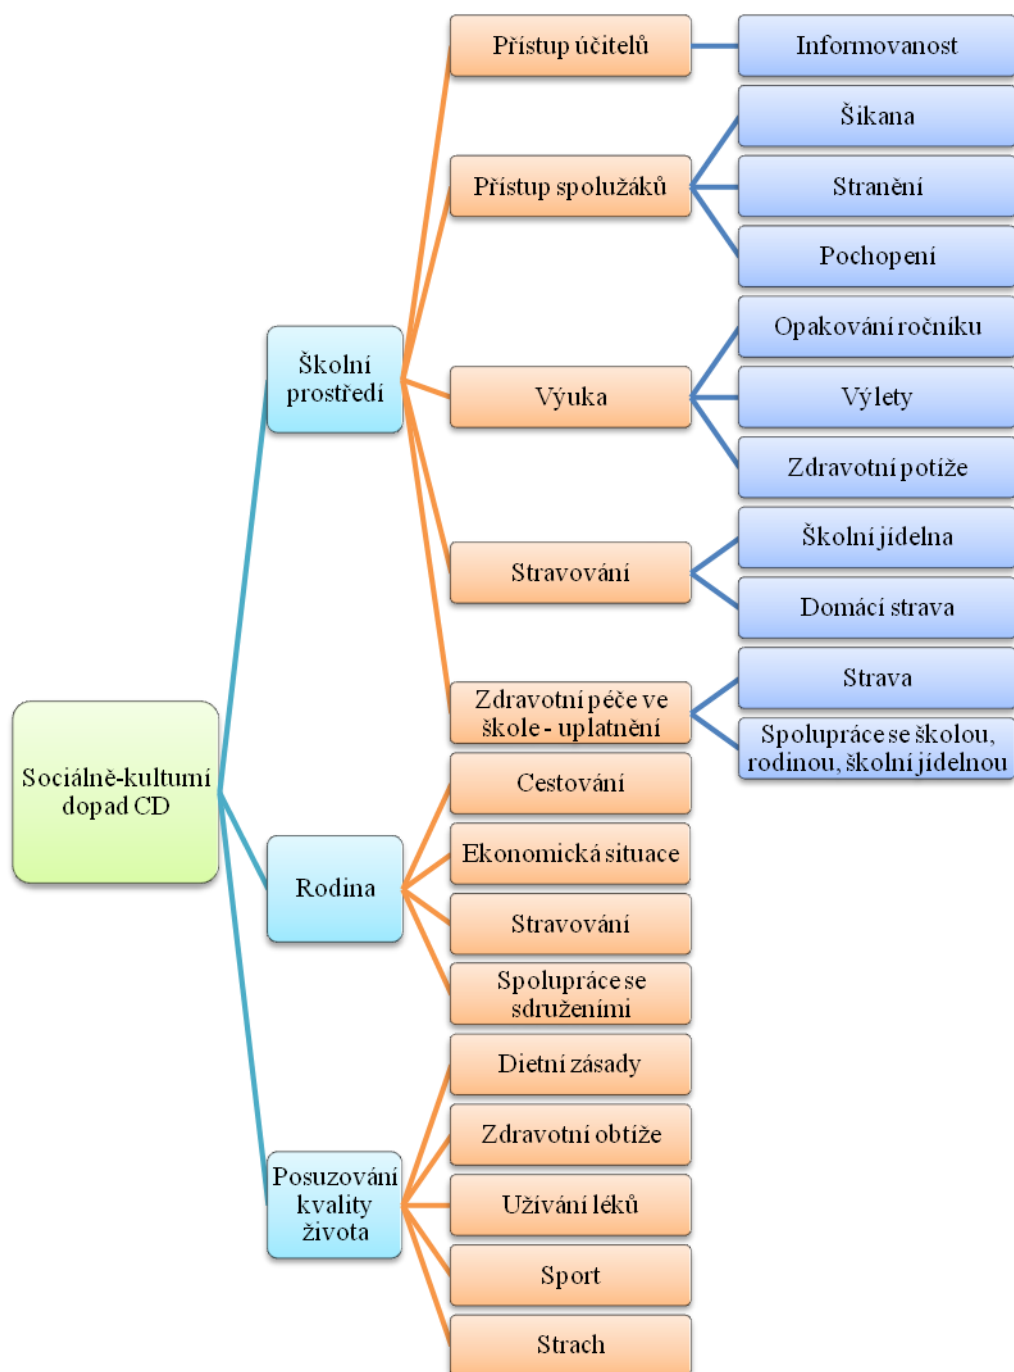 Sociálně-kulturní
dopad CD
Školní
prostředí
Přístup účitelů
Informovanost
Přístup spolužáků
Šikana
Stranění
Pochopení
Výuka
Opakování ročníku
Výlety
Zdravotní potíže
Stravování
Školní jídelna
Domácí strava
Zdravotní péče ve
škole - uplatnění
Strava
Spolupráce se školou,
rodinou, školní jídelnou
Rodina
Cestování
Ekonomická situace
Stravování
Spolupráce se
sdruženími
Posuzování
kvality
života
Dietní zásady
Zdravotní obtíže
Užívání léků
Sport
Strach